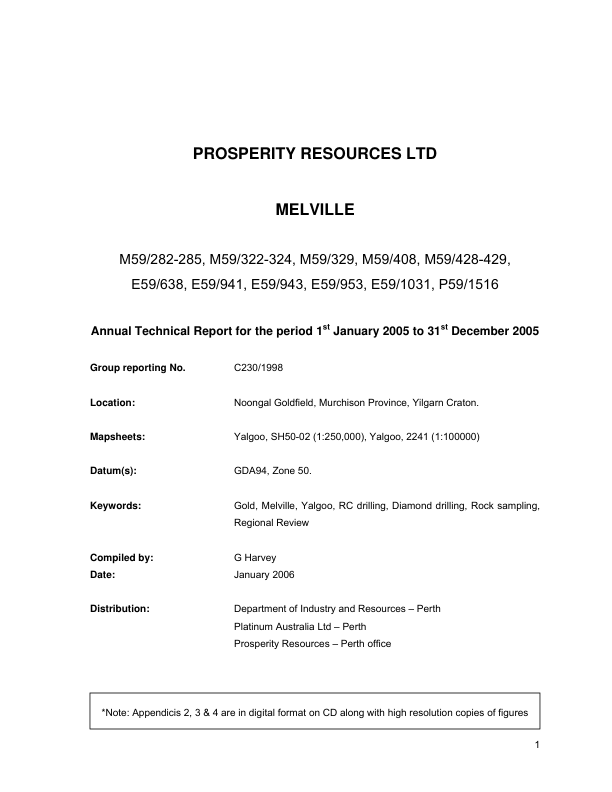 PROSPERITY RESOURCES LTD
MELVILLE
M59/282-285, M59/322-324, M59/329, M59/408, M59/428-429,
E59/638, E59/941, E59/943, E59/953, E59/1031, P59/1516
Annual Technical Report for the period 1st January 2005 to 31st December 2005
Group reporting No. C230/1998
Location: Noongal Goldfield, Murchison Province, Yilgarn Craton.
Mapsheets: Yalgoo, SH50-02 (1:250,000), Yalgoo, 2241 (1:100000)
Datum(s): GDA94, Zone 50.
Keywords: Gold, Melville, Yalgoo, RC drilling, Diamond drilling, Rock sampling,
Regional Review
Compiled by: G Harvey
Date: January 2006
Distribution: Department of Industry and Resources – Perth
Platinum Australia Ltd – Perth
Prosperity Resources – Perth office
*Note: Appendicis 2, 3 & 4 are in digital format on CD along with high resolution copies of figures
1